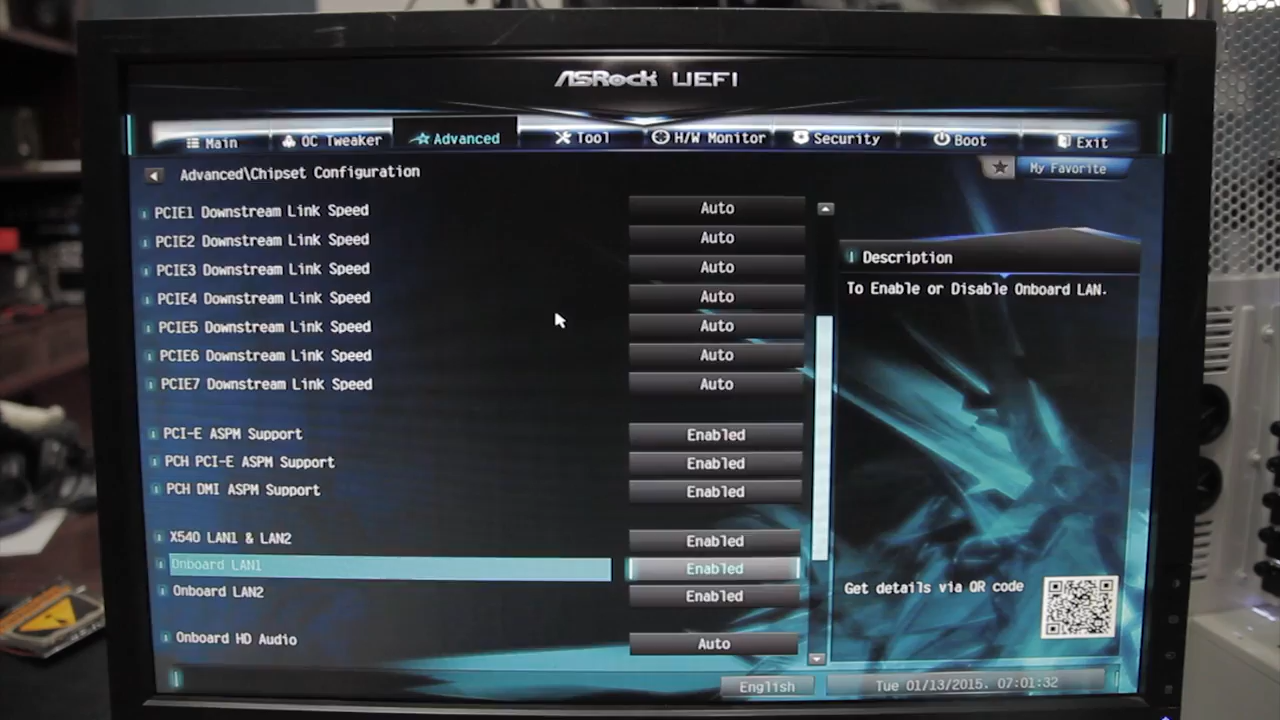 ASRock UEFI
Main OC Tweaker Advanced Tool H/W Monitor Security Boot Exit
Advanced\Chipset Configuration
My Favorite
PCIE1 Downstream Link Speed Auto
PCIE2 Downstream Link Speed Auto
PCIE3 Downstream Link Speed Auto
PCIE4 Downstream Link Speed Auto
PCIE5 Downstream Link Speed Auto
PCIE6 Downstream Link Speed Auto
PCIE7 Downstream Link Speed Auto
PCI-E ASPM Support Enabled
PCH PCI-E ASPM Support Enabled
PCH DMI ASPM Support Enabled
X540 LAN1 & LAN2 Enabled
Onboard LAN1 Enabled
Onboard LAN2 Enabled
Onboard HD Audio Auto
Description
To Enable or Disable Onboard LAN.
Get details via QR code
English
Tue 01/13/2015. 07:01:32